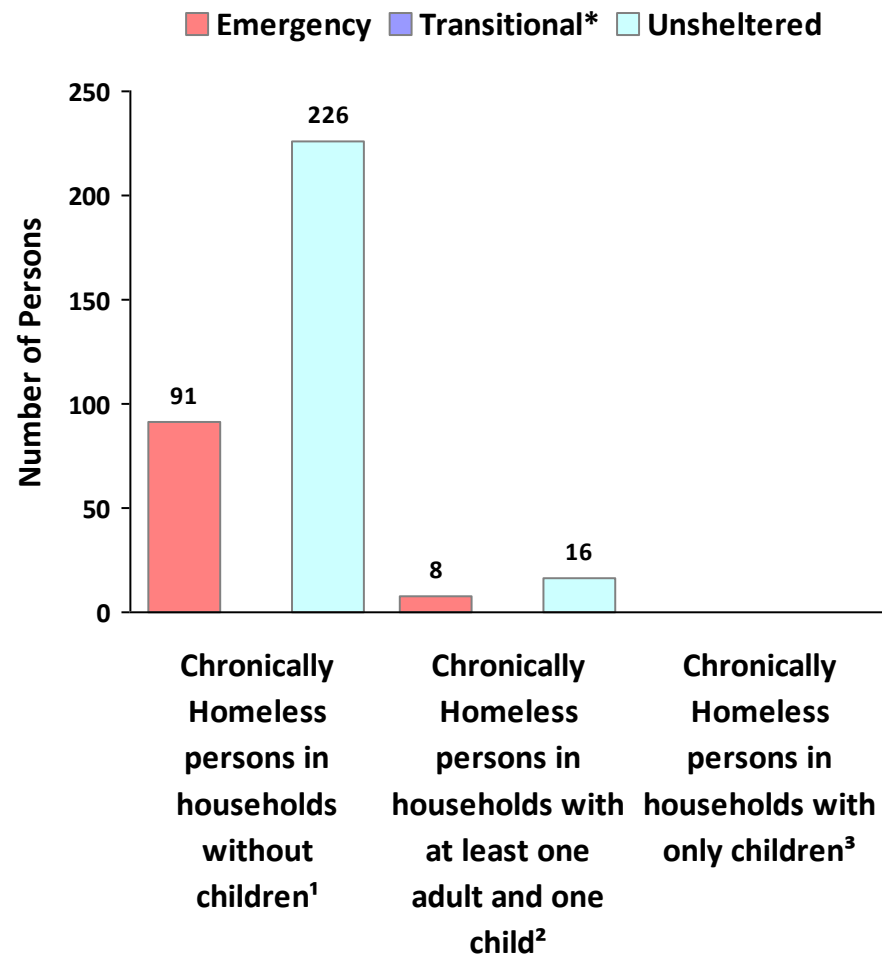 Emergency Transitional* Unsheltered
250
200
150
100
50
0
Number of Persons
226
91
8
16
Chronically
Homeless
persons in
households
without
children¹
Chronically
Homeless
persons in
households with
at least one
adult and one
child²
Chronically
Homeless
persons in
households with
only children³